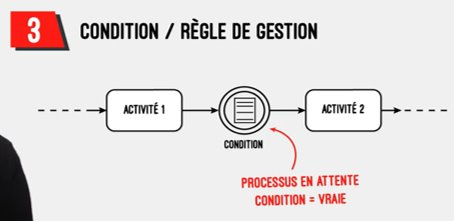 3 CONDITION / RÈGLE DE GESTION
ACTIVITÉ 1
ACTIVITÉ 2
CONDITION
PROCESSUS EN ATTENTE
CONDITION = VRAIE